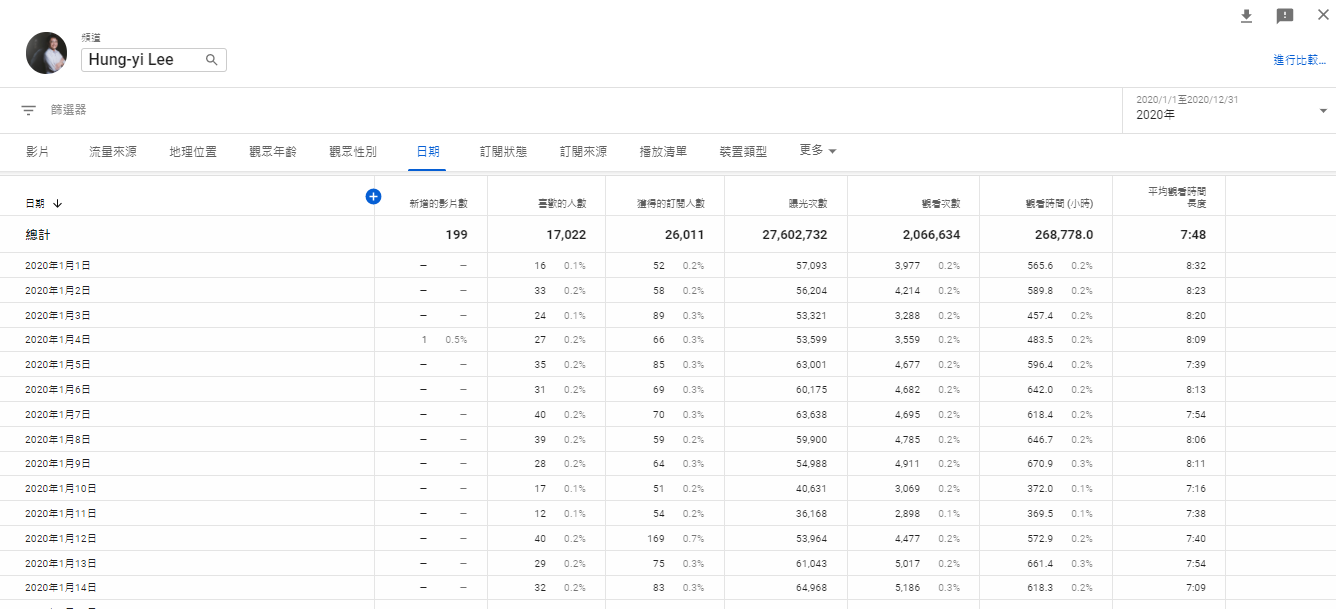 頻道
Hung-yi Lee
進行比較...
篩選器
2020/1/1至2020/12/31
2020年
影片 流量來源 地理位置 觀眾年齡 觀眾性別 日期 訂閱狀態 訂閱來源 播放清單 裝置類型 更多
日期 新增的影片數 喜歡的人數 獲得的訂閱人數 曝光次數 觀看次數 觀看時間 (小時) 平均觀看時間
長度
總計 199 17,022 26,011 27,602,732 2,066,634 268,778.0 7:48
2020年1月1日 – – 16 0.1% 52 0.2% 57,093 3,977 0.2% 565.6 0.2% 8:32
2020年1月2日 – – 33 0.2% 58 0.2% 56,204 4,214 0.2% 589.8 0.2% 8:23
2020年1月3日 – – 24 0.1% 89 0.3% 53,321 3,288 0.2% 457.4 0.2% 8:20
2020年1月4日 1 0.5% 27 0.2% 66 0.3% 53,599 3,559 0.2% 483.5 0.2% 8:09
2020年1月5日 – – 35 0.2% 85 0.3% 63,001 4,677 0.2% 596.4 0.2% 7:39
2020年1月6日 – – 31 0.2% 69 0.3% 60,175 4,682 0.2% 642.0 0.2% 8:13
2020年1月7日 – – 40 0.2% 70 0.3% 63,638 4,695 0.2% 618.4 0.2% 7:54
2020年1月8日 – – 39 0.2% 59 0.2% 59,900 4,785 0.2% 646.7 0.2% 8:06
2020年1月9日 – – 28 0.2% 64 0.3% 54,988 4,911 0.2% 670.9 0.3% 8:11
2020年1月10日 – – 17 0.1% 51 0.2% 40,631 3,069 0.2% 372.0 0.1% 7:16
2020年1月11日 – – 12 0.1% 54 0.2% 36,168 2,898 0.1% 369.5 0.1% 7:38
2020年1月12日 – – 40 0.2% 169 0.7% 53,964 4,477 0.2% 572.9 0.2% 7:40
2020年1月13日 – – 29 0.2% 75 0.3% 61,043 5,017 0.2% 661.4 0.3% 7:54
2020年1月14日 – – 32 0.2% 83 0.3% 64,968 5,186 0.3% 618.3 0.2% 7:09